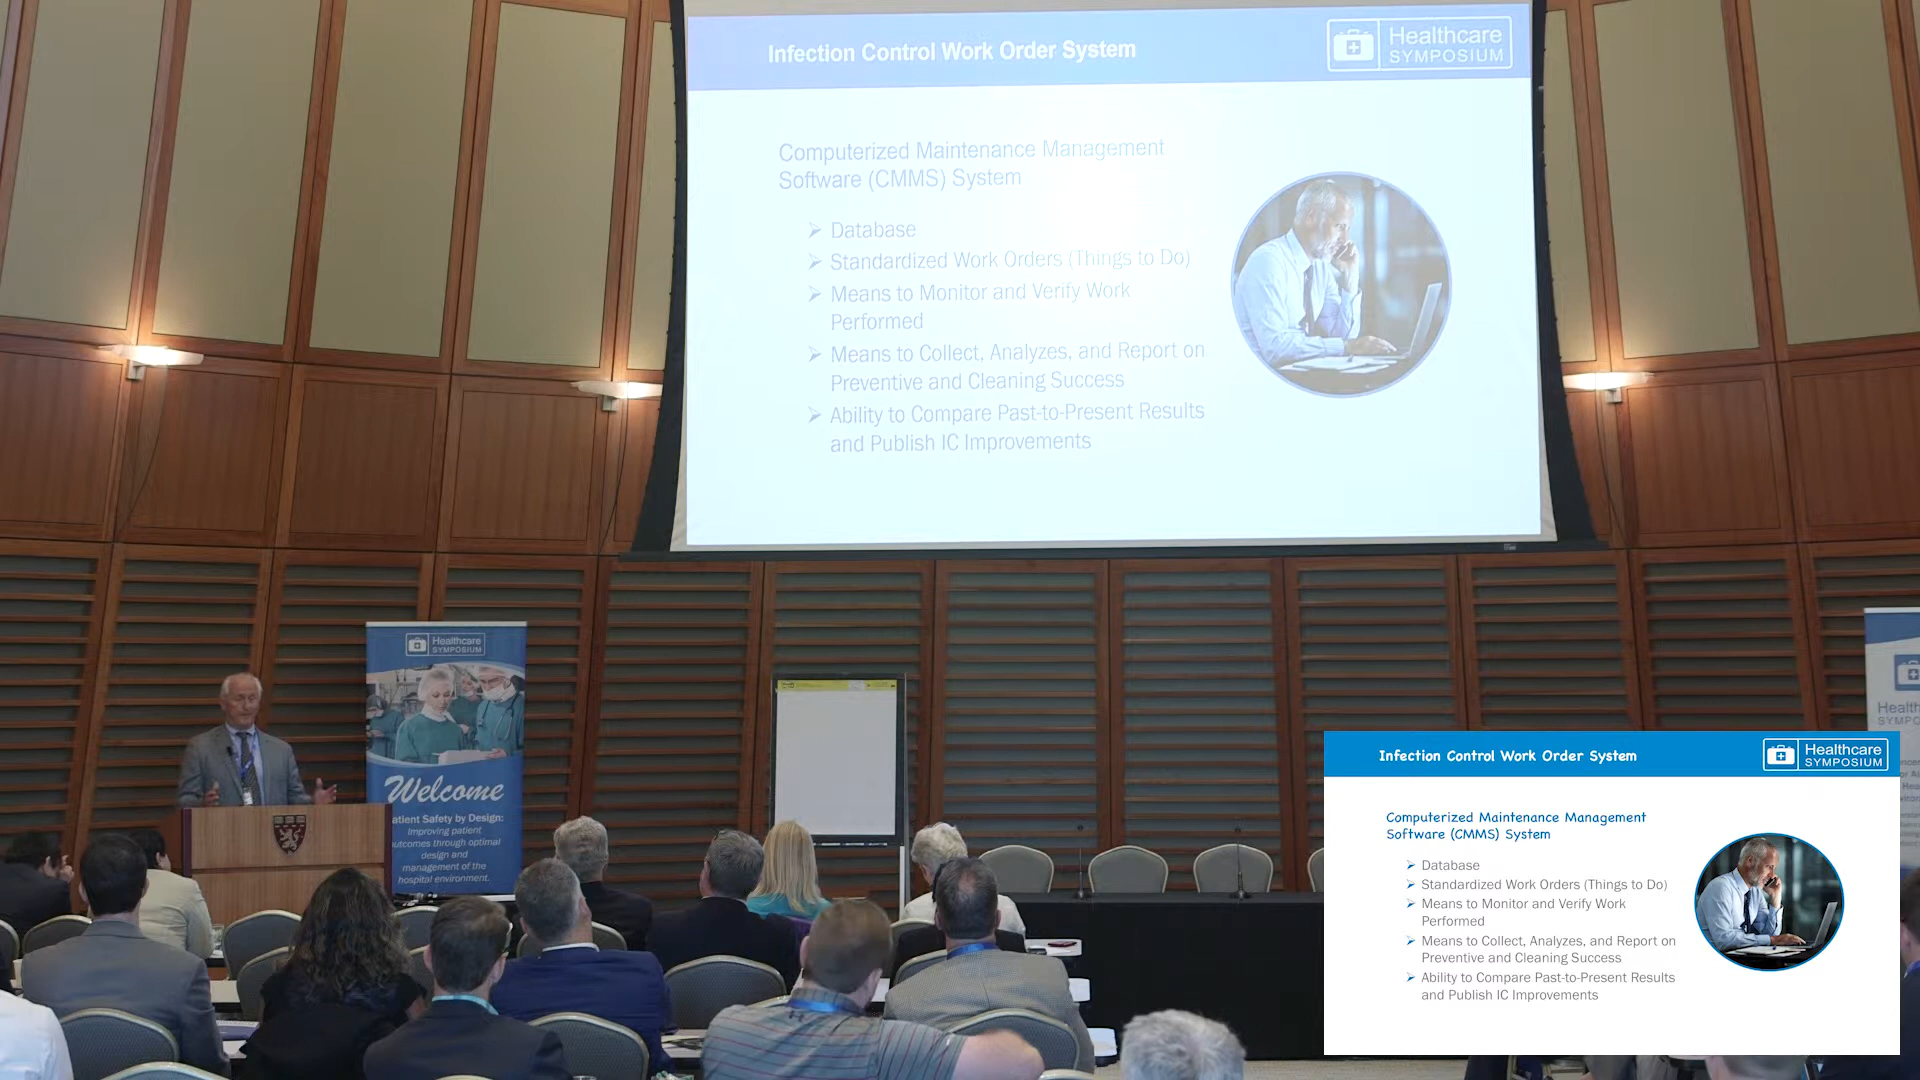 Infection Control Work Order System
Healthcare
SYMPOSIUM
Computerized Maintenance Management
Software (CMMS) System
➢ Database
➢ Standardized Work Orders (Things to Do)
➢ Means to Monitor and Verify Work
Performed
➢ Means to Collect, Analyzes, and Report on
Preventive and Cleaning Success
➢ Ability to Compare Past-to-Present Results
and Publish IC Improvements
Healthcare
SYMPOSIUM
Welcome
atient Safety by Design:
Improving patient
outcomes through optimal
design and
management of the
hospital environment.
Health
SYMPO
Infection Control Work Order System
Healthcare
SYMPOSIUM
Computerized Maintenance Management
Software (CMMS) System
➢ Database
➢ Standardized Work Orders (Things to Do)
➢ Means to Monitor and Verify Work
Performed
➢ Means to Collect, Analyzes, and Report on
Preventive and Cleaning Success
➢ Ability to Compare Past-to-Present Results
and Publish IC Improvements